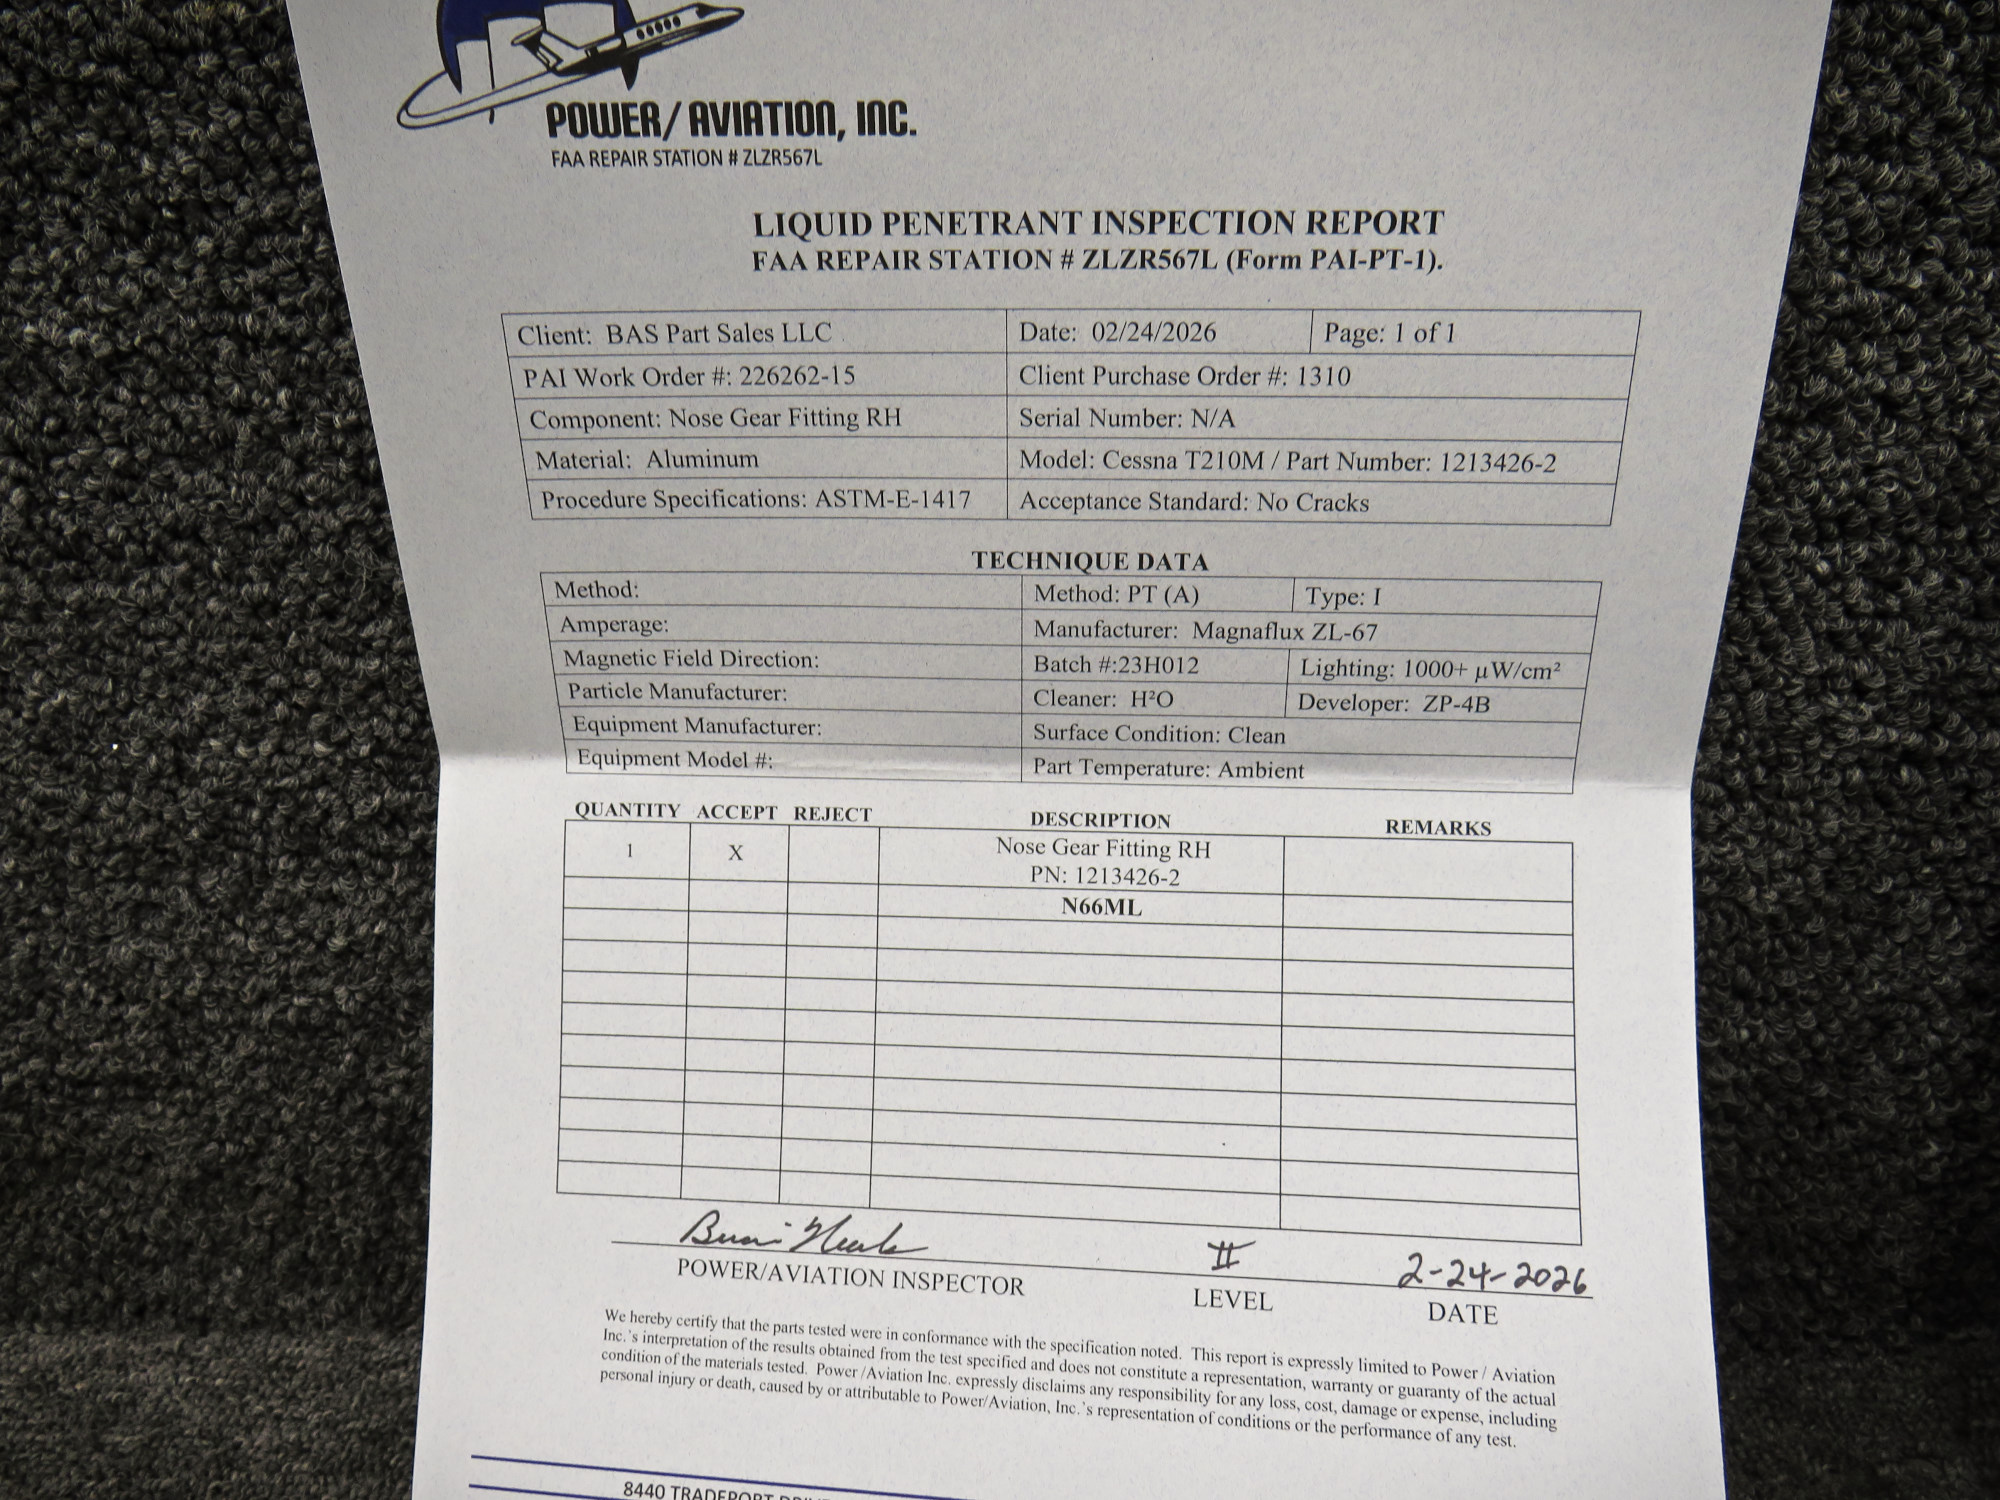 POWER/ AVIATION, INC.
FAA REPAIR STATION # ZLZR567L
LIQUID PENETRANT INSPECTION REPORT
FAA REPAIR STATION # ZLZR567L (Form PAI-PT-1).
Client: BAS Part Sales LLC Date: 02/24/2026 Page: 1 of 1
PAI Work Order #: 226262-15 Client Purchase Order #: 1310
Component: Nose Gear Fitting RH Serial Number: N/A
Material: Aluminum Model: Cessna T210M / Part Number: 1213426-2
Procedure Specifications: ASTM-E-1417 Acceptance Standard: No Cracks
TECHNIQUE DATA
Method: Method: PT (A) Type: I
Amperage: Manufacturer: Magnaflux ZL-67
Magnetic Field Direction: Batch #:23H012 Lighting: 1000+ µW/cm²
Particle Manufacturer: Cleaner: H²O Developer: ZP-4B
Equipment Manufacturer: Surface Condition: Clean
Equipment Model #: Part Temperature: Ambient
QUANTITY ACCEPT REJECT DESCRIPTION REMARKS
1 X Nose Gear Fitting RH
PN: 1213426-2
N66ML
II 2-24-2026
POWER/AVIATION INSPECTOR LEVEL DATE
We hereby certify that the parts tested were in conformance with the specification noted. This report is expressly limited to Power / Aviation
Inc.'s interpretation of the results obtained from the test specified and does not constitute a representation, warranty or guaranty of the actual
condition of the materials tested. Power /Aviation Inc. expressly disclaims any responsibility for any loss, cost, damage or expense, including
personal injury or death, caused by or attributable to Power/Aviation, Inc.'s representation of conditions or the performance of any test.
8440 TRADEPORT